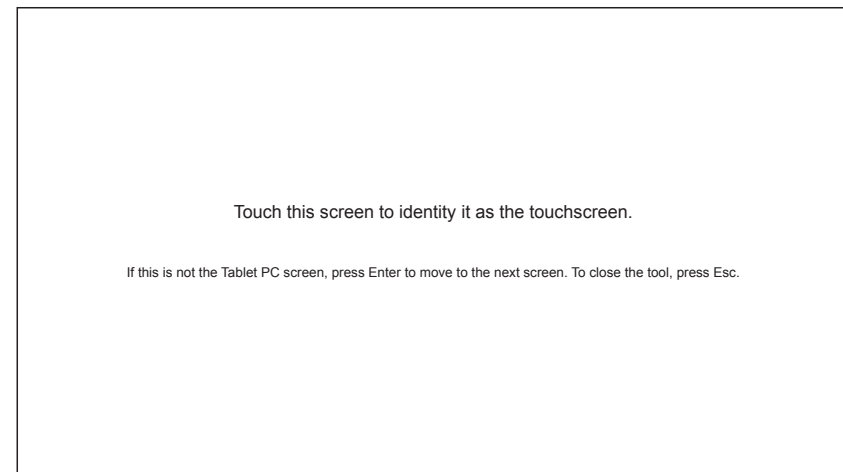 Touch this screen to identity it as the touchscreen.
If this is not the Tablet PC screen, press Enter to move to the next screen. To close the tool, press Esc.